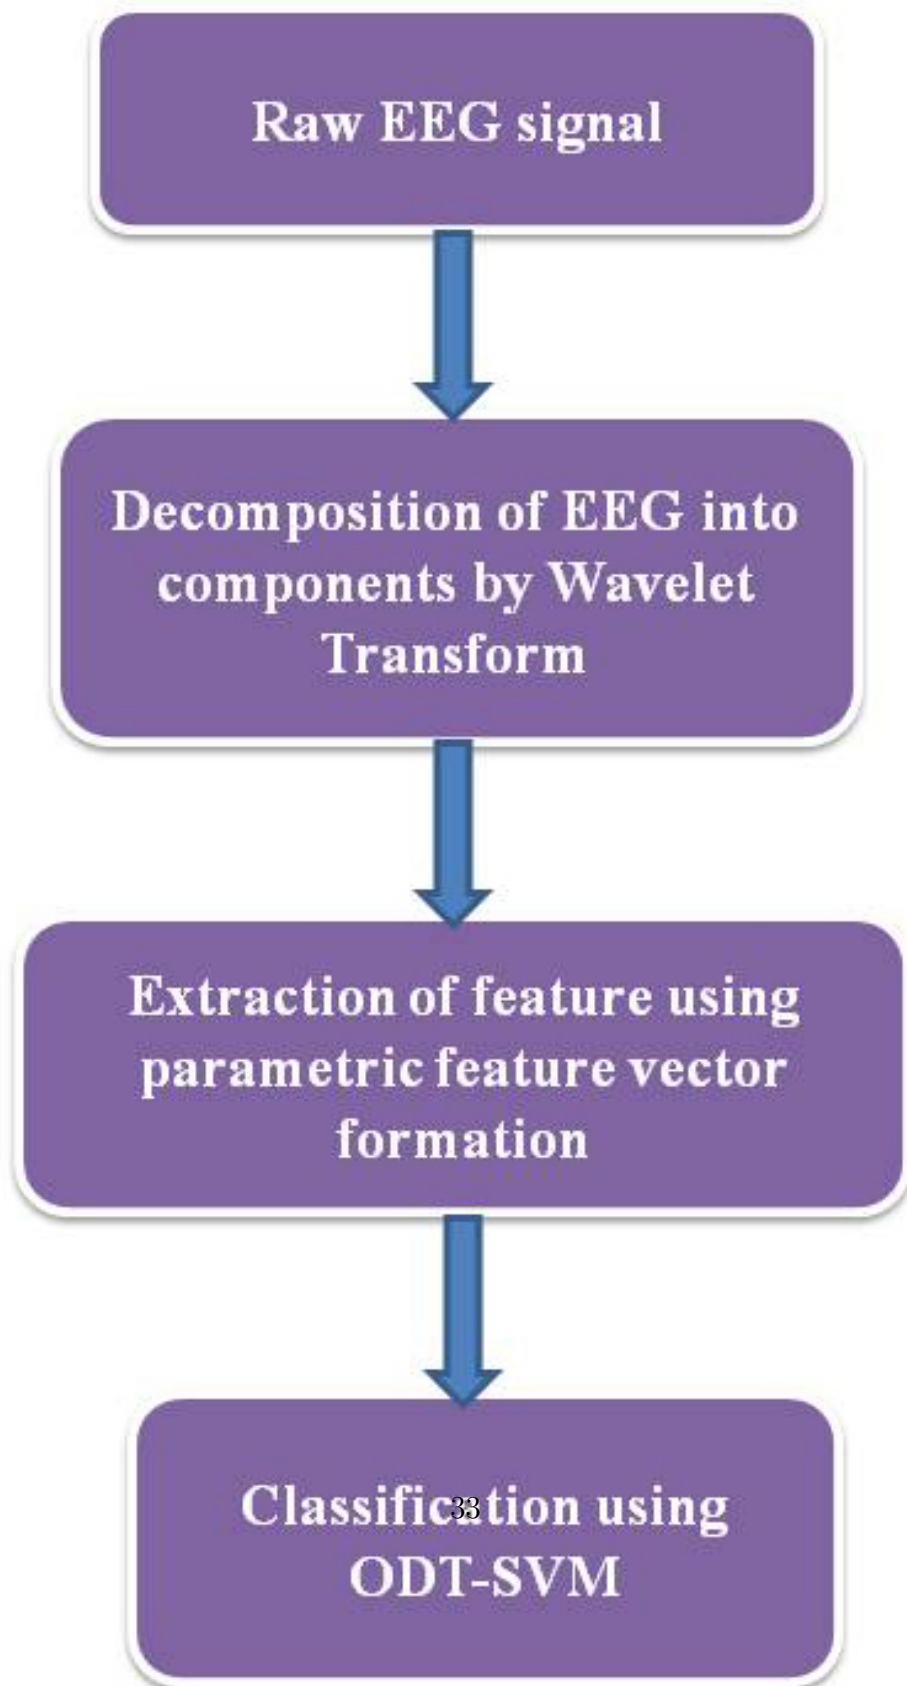 Raw EEG signal
Decomposition of EEG into
components by Wavelet
Transform
Extraction of feature using
parametric feature vector
formation
Classification using
33
ODT-SVM